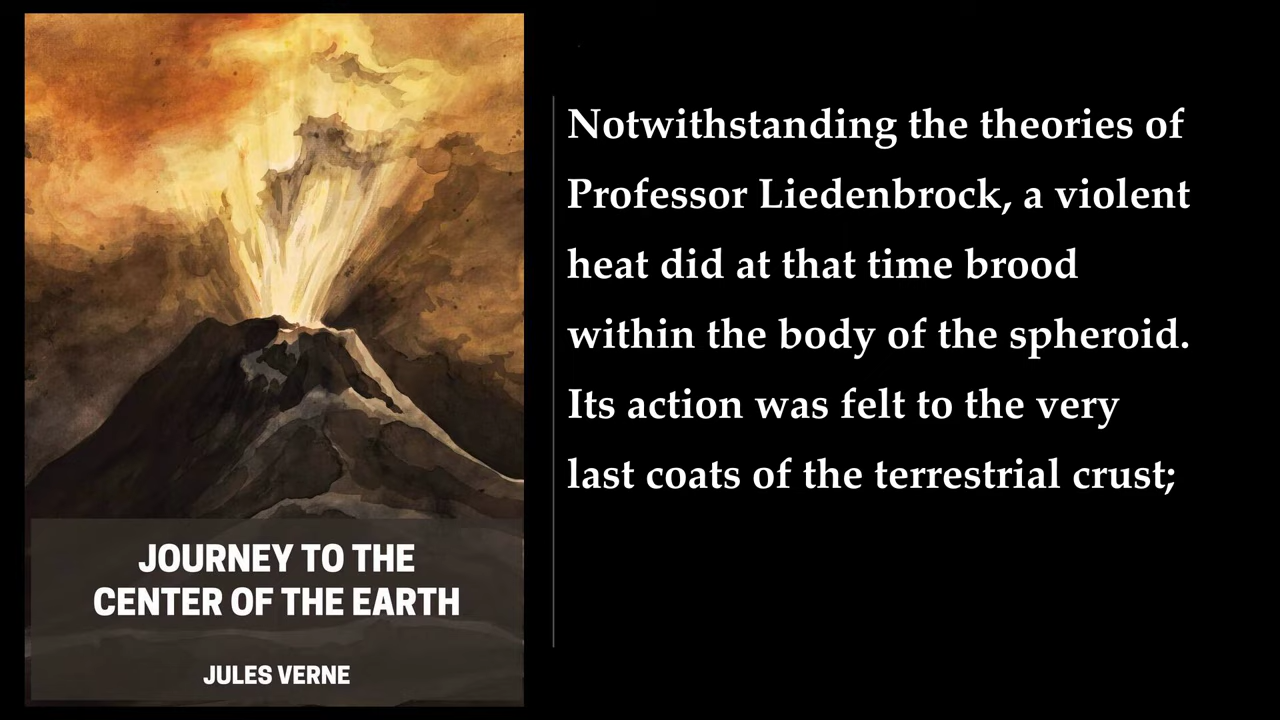 JOURNEY TO THE
CENTER OF THE EARTH
JULES VERNE
Notwithstanding the theories of
Professor Liedenbrock, a violent
heat did at that time brood
within the body of the spheroid.
Its action was felt to the very
last coats of the terrestrial crust;